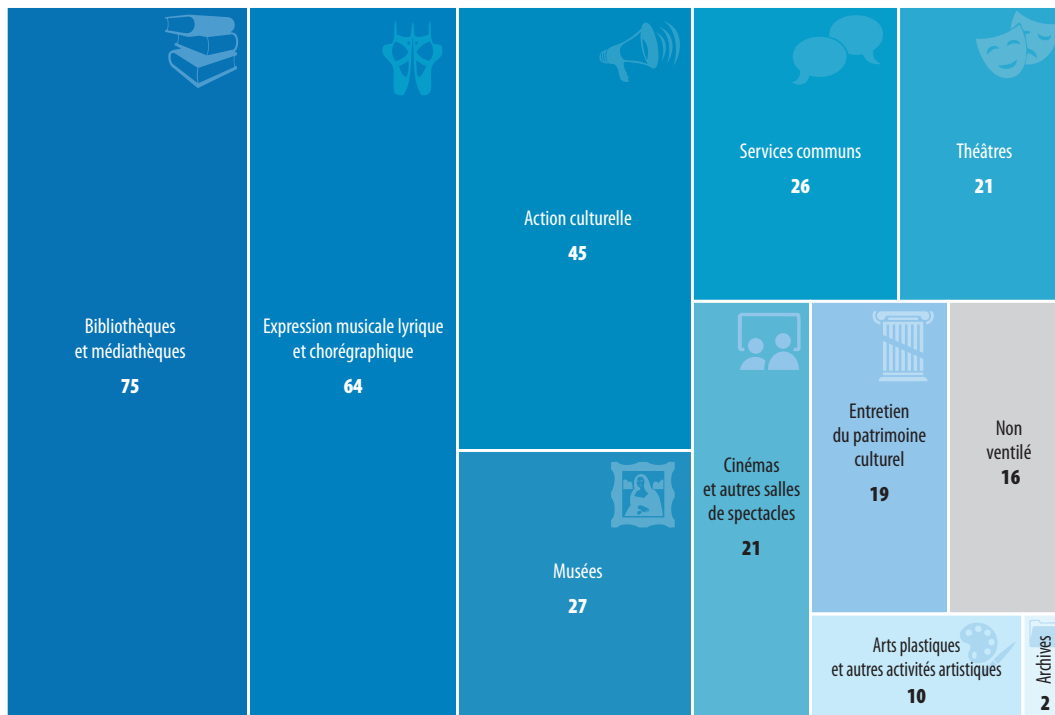 Bibliothèques
et médiathèques
75
Expression musicale lyrique
et chorégraphique
64
Action culturelle
45
Musées
27
Services communs
26
Théâtres
21
Cinémas
et autres salles
de spectacles
21
Entretien
du patrimoine
culturel
19
Non
ventilé
16
Arts plastiques
et autres activités artistiques
10
Archives
2